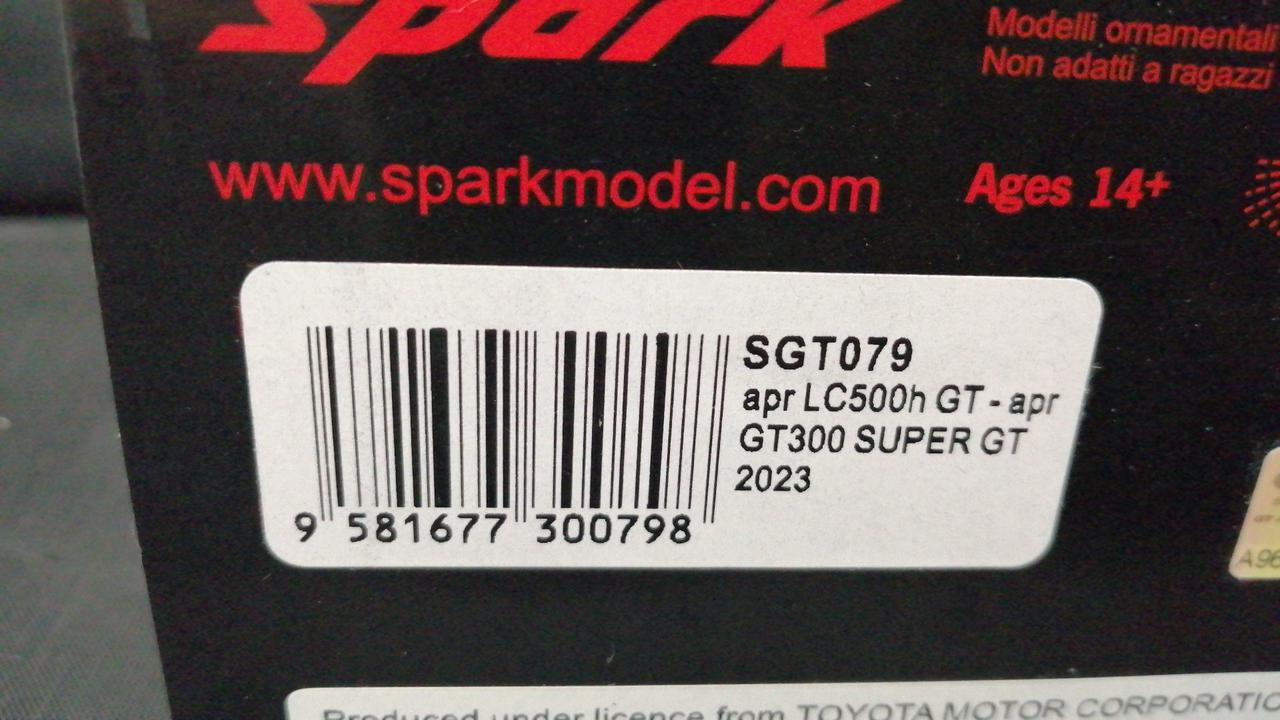 spark
Modelli ornamentali
Non adatti a ragazzi
www.sparkmodel.com
Ages 14+
SGT079
apr LC500h GT - apr
GT300 SUPER GT
2023
9 581677 300798
A96
Produced under licence from TOYOTA MOTOR CORPORATIO